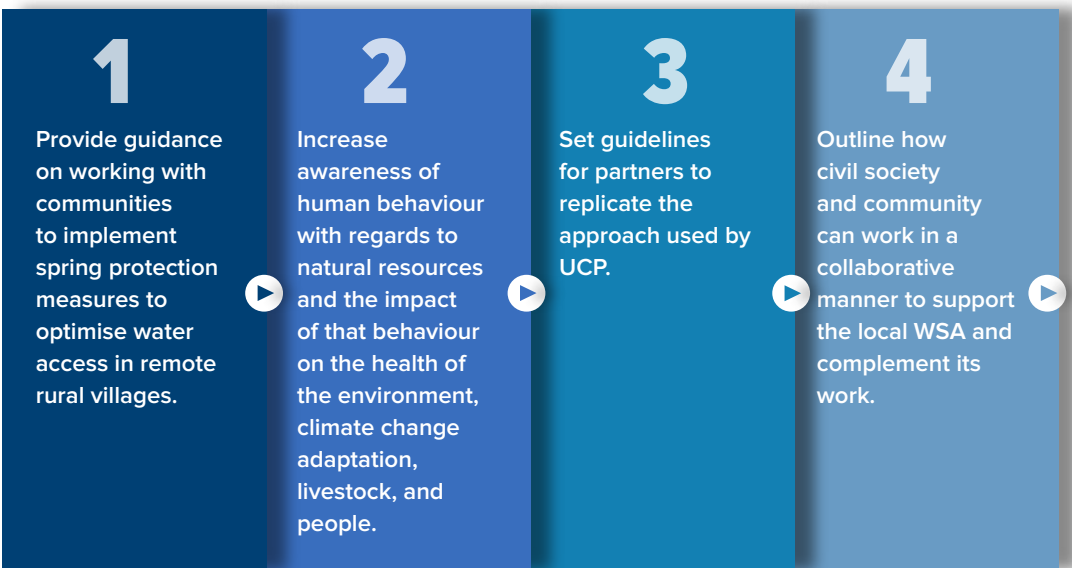 1
Provide guidance
on working with
communities
to implement
spring protection
measures to
optimise water
access in remote
rural villages.
2
Increase
awareness of
human behaviour
with regards to
natural resources
and the impact
of that behaviour
on the health of
the environment,
climate change
adaptation,
livestock, and
people.
3
Set guidelines
for partners to
replicate the
approach used by
UCP.
4
Outline how
civil society
and community
can work in a
collaborative
manner to support
the local WSA and
complement its
work.